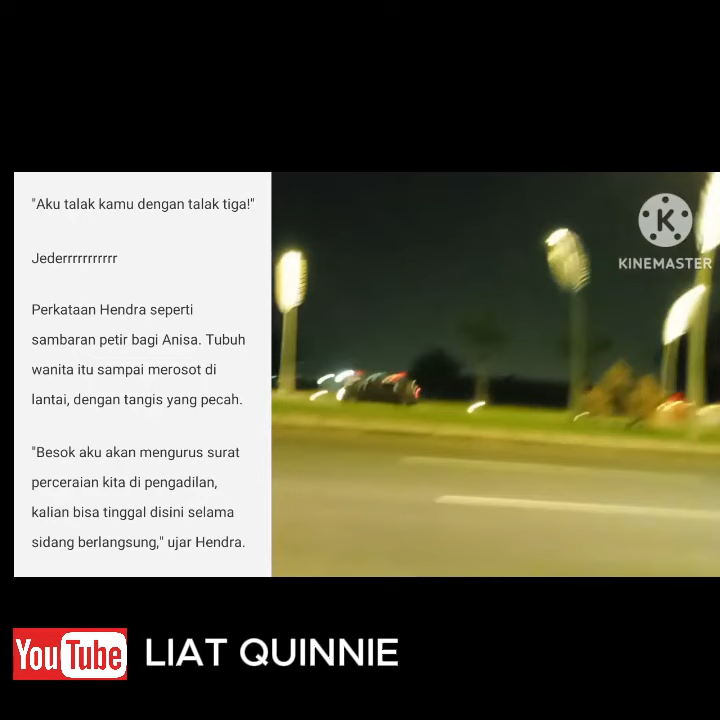 "Aku talak kamu dengan talak tiga!"
Jederrrrrrrrrrr
Perkataan Hendra seperti
sambaran petir bagi Anisa. Tubuh
wanita itu sampai merosot di
lantai, dengan tangis yang pecah.
"Besok aku akan mengurus surat
perceraian kita di pengadilan,
kalian bisa tinggal disini selama
sidang berlangsung," ujar Hendra.
K
KINEMASTER
YouTube LIAT QUINNIE